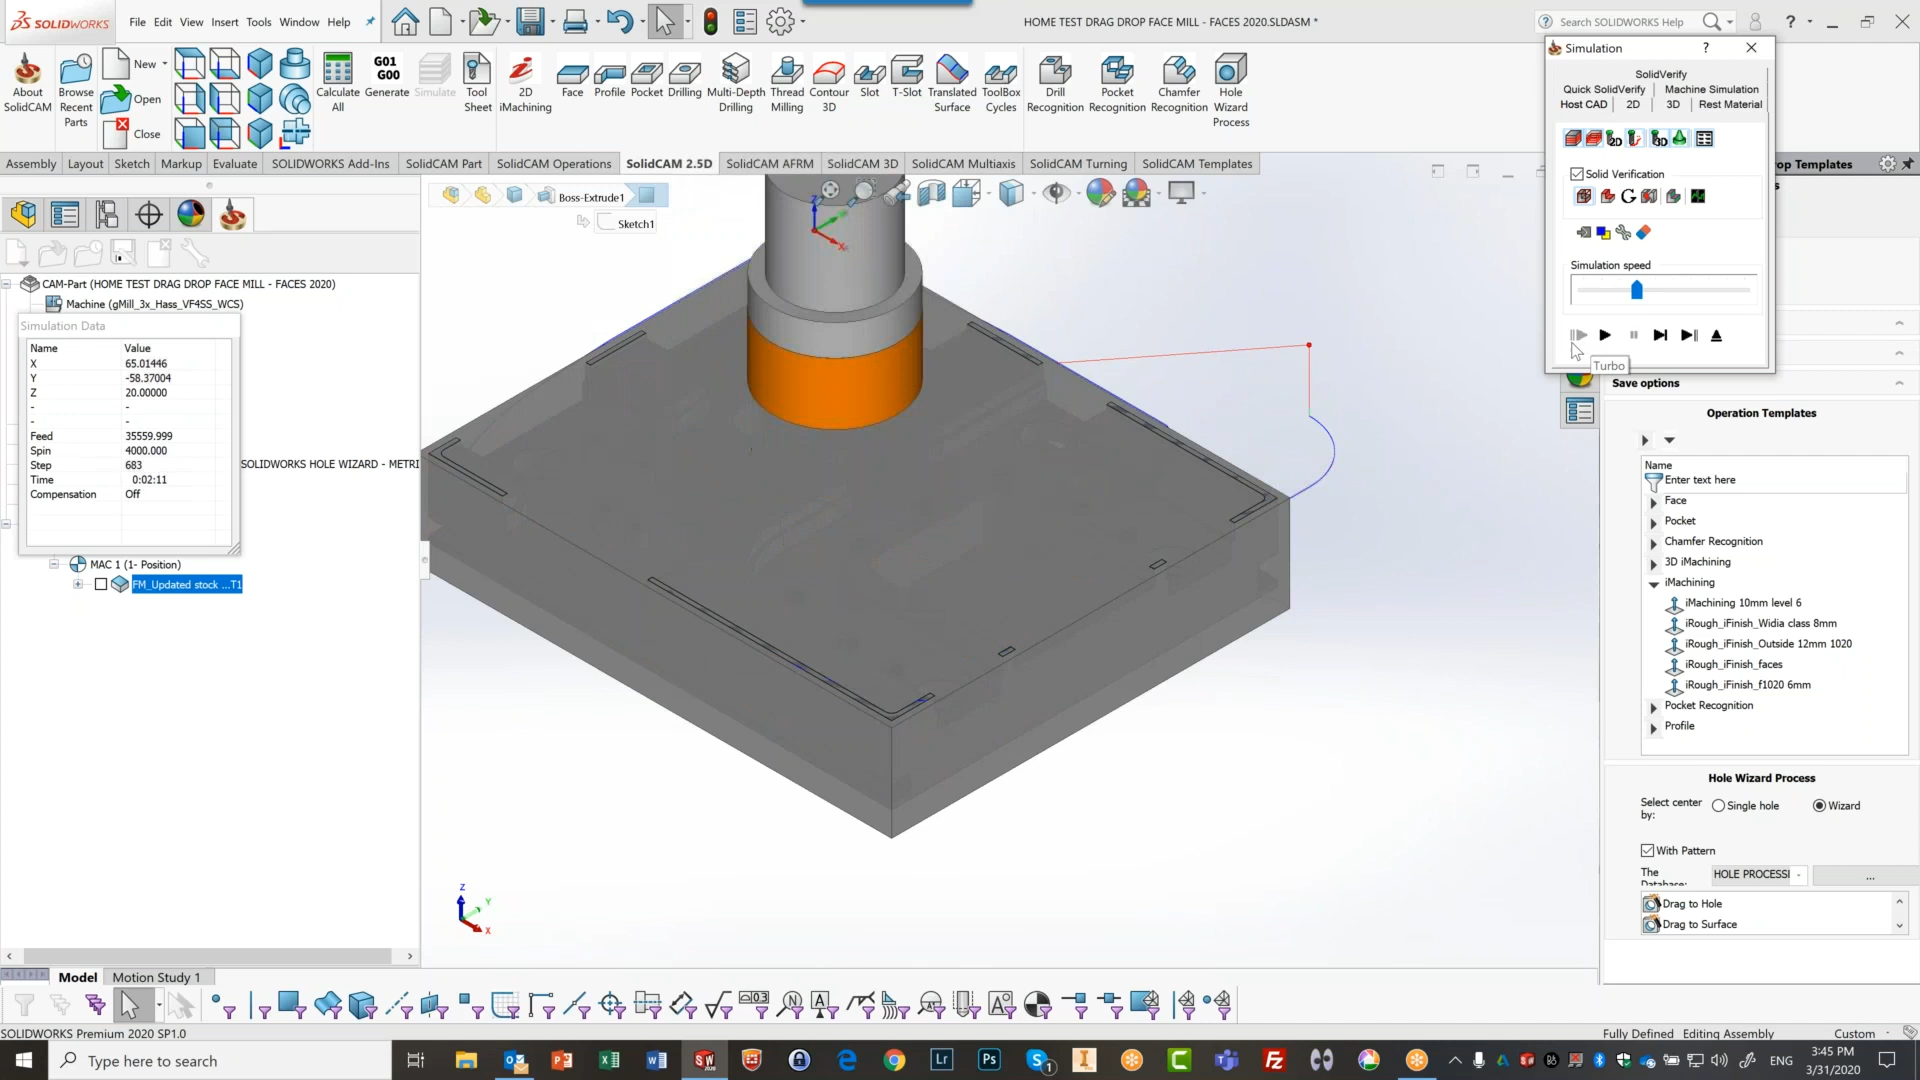 SOLIDWORKS
File Edit View Insert Tools Window Help
HOME TEST DRAG DROP FACE MILL - FACES 2020.SLDASM *
Search SOLIDWORKS Help
About SolidCAM
Browse Recent Parts
New
Open
Close
Calculate All
G01 G00
Generate
Simulate
Tool Sheet
2D iMachining
Face
Profile
Pocket
Drilling
Multi-Depth Drilling
Thread Milling
Contour 3D
Slot
T-Slot
Translated Surface
ToolBox Cycles
Drill Recognition
Pocket Recognition
Chamfer Recognition
Hole Wizard Process
Assembly Layout Sketch Markup Evaluate SOLIDWORKS Add-Ins SolidCAM Part SolidCAM Operations SolidCAM 2.5D SolidCAM AFRM SolidCAM 3D SolidCAM Multiaxis SolidCAM Turning SolidCAM Templates
Boss-Extrude1
Sketch1
CAM-Part (HOME TEST DRAG DROP FACE MILL - FACES 2020)
Machine (gMill_3x_Hass_VF4SS_WCS)
Simulation Data
Name Value
X 65.01446
Y -58.37004
Z 20.00000
-	-
-	-
Feed 35559.999
Spin 4000.000
Step 683
Time 0:02:11
Compensation Off
SOLIDWORKS HOLE WIZARD - METRI
MAC 1 (1- Position)
FM_Updated stock ...T1
Z
X
Z
Y
X
Simulation
SolidVerify
Quick SolidVerify Machine Simulation
Host CAD 2D 3D Rest Material
2D
3D
Solid Verification
Simulation speed
Turbo
op Templates
s
Save options
Operation Templates
Name
Enter text here
Face
Pocket
Chamfer Recognition
3D iMachining
iMachining
iMachining 10mm level 6
iRough_iFinish_Widia class 8mm
iRough_iFinish_Outside 12mm 1020
iRough_iFinish_faces
iRough_iFinish_f1020 6mm
Pocket Recognition
Profile
Hole Wizard Process
Select center by: Single hole Wizard
With Pattern
The Database: HOLE PROCESSI ...
Drag to Hole
Drag to Surface
Model Motion Study 1
SOLIDWORKS Premium 2020 SP1.0
Fully Defined Editing Assembly Custom
Type here to search
Lr
Ps
ENG
3:45 PM
3/31/2020